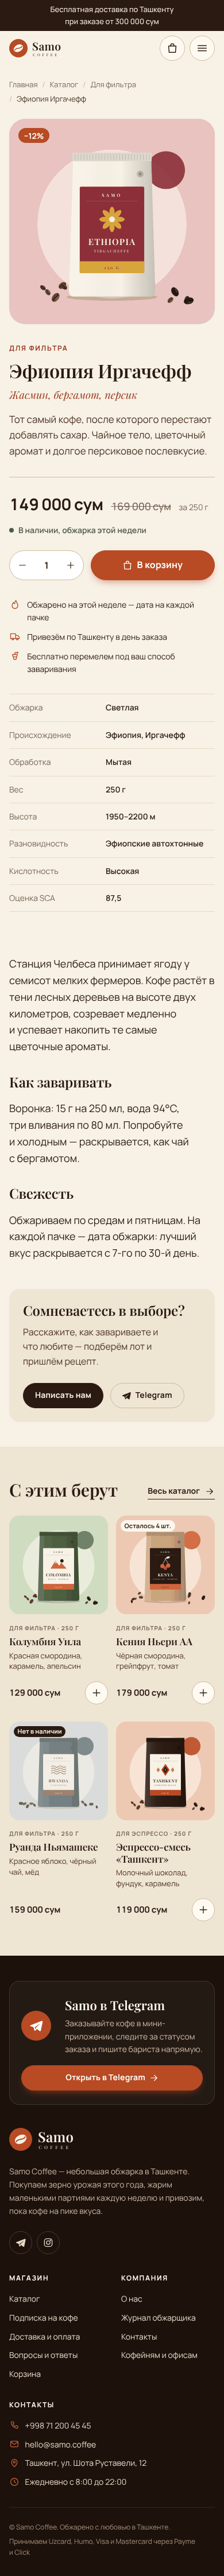 Бесплатная доставка по Ташкенту
при заказе от 300 000 сум
Samo
COFFEE
Главная / Каталог / Для фильтра
/ Эфиопия Иргачефф
−12%
SAMO
ETHIOPIA
YIRGACHEFFE
250 G
ДЛЯ ФИЛЬТРА
Эфиопия Иргачефф
Жасмин, бергамот, персик
Тот самый кофе, после которого перестают
добавлять сахар. Чайное тело, цветочный
аромат и долгое персиковое послевкусие.
149 000 сум 169 000 сум за 250 г
В наличии, обжарка этой недели
− 1 +
В корзину
Обжарено на этой неделе — дата на каждой
пачке
Привезём по Ташкенту в день заказа
Бесплатно перемелем под ваш способ
заваривания
Обжарка Светлая
Происхождение Эфиопия, Иргачефф
Обработка Мытая
Вес 250 г
Высота 1950–2200 м
Разновидность Эфиопские автохтонные
Кислотность Высокая
Оценка SCA 87,5
Станция Челбеса принимает ягоду у
семисот мелких фермеров. Кофе растёт в
тени лесных деревьев на высоте двух
километров, созревает медленно
и успевает накопить те самые
цветочные ароматы.
Как заваривать
Воронка: 15 г на 250 мл, вода 94°C,
три вливания по 80 мл. Попробуйте
и холодным — раскрывается, как чай
с бергамотом.
Свежесть
Обжариваем по средам и пятницам. На
каждой пачке — дата обжарки: лучший
вкус раскрывается с 7-го по 30-й день.
Сомневаетесь в выборе?
Расскажите, как завариваете и
что любите — подберём лот и
пришлём рецепт.
Написать нам
Telegram
С этим берут
Весь каталог →
COLOMBIA
ДЛЯ ФИЛЬТРА · 250 Г
Колумбия Уила
Красная смородина,
карамель, апельсин
129 000 сум
+
Осталось 4 шт.
KENYA
ДЛЯ ФИЛЬТРА · 250 Г
Кения Ньери AA
Чёрная смородина,
грейпфрут, томат
179 000 сум
+
Нет в наличии
RWANDA
ДЛЯ ФИЛЬТРА · 250 Г
Руанда Ньямашеке
Красное яблоко, чёрный
чай, мёд
159 000 сум
TASHKENT
ДЛЯ ЭСПРЕССО · 250 Г
Эспрессо-смесь
«Ташкент»
Молочный шоколад,
фундук, карамель
119 000 сум
+
Samo в Telegram
Заказывайте кофе в мини-
приложении, следите за статусом
заказа и пишите бариста напрямую.
Открыть в Telegram →
Samo
COFFEE
Samo Coffee — небольшая обжарка в Ташкенте.
Покупаем зерно урожая этого года, жарим
маленькими партиями каждую неделю и привозим,
пока кофе на пике вкуса.
МАГАЗИН
Каталог
Подписка на кофе
Доставка и оплата
Вопросы и ответы
Корзина
КОМПАНИЯ
О нас
Журнал обжарщика
Контакты
Кофейням и офисам
КОНТАКТЫ
+998 71 200 45 45
hello@samo.coffee
Ташкент, ул. Шота Руставели, 12
Ежедневно с 8:00 до 22:00
© Samo Coffee. Обжарено с любовью в Ташкенте.
Принимаем Uzcard, Humo, Visa и Mastercard через Payme
и Click